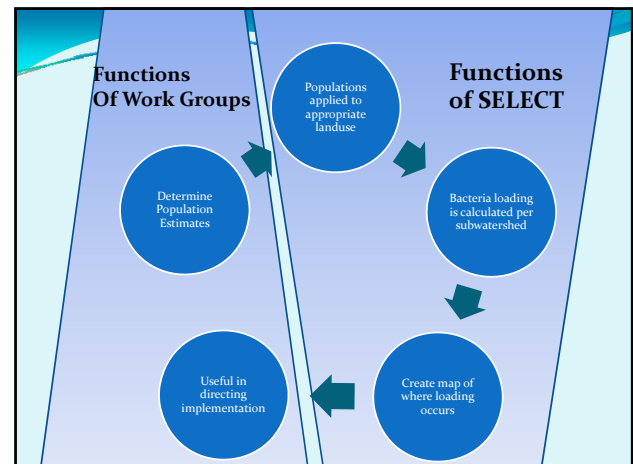 Functions
Of Work Groups
Functions
of SELECT
Populations
applied to
appropriate
landuse
Determine
Population
Estimates
Bacteria loading
is calculated per
subwatershed
Useful in
directing
implementation
Create map of
where loading
occurs